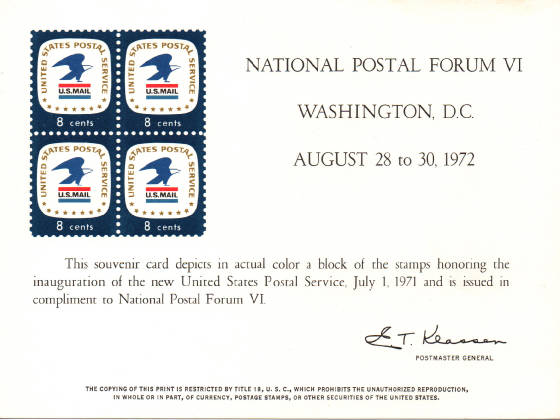 UNITED STATES POSTAL SERVICE
U.S. MAIL
8 cents
UNITED STATES POSTAL SERVICE
U.S. MAIL
8 cents
UNITED STATES POSTAL SERVICE
U.S. MAIL
8 cents
UNITED STATES POSTAL SERVICE
U.S. MAIL
8 cents
NATIONAL POSTAL FORUM VI
WASHINGTON, D.C.
AUGUST 28 to 30, 1972
This souvenir card depicts in actual color a block of the stamps honoring the
inauguration of the new United States Postal Service, July 1, 1971 and is issued in
compliment to National Postal Forum VI.
E. T. Klassen
POSTMASTER GENERAL
THE COPYING OF THIS PRINT IS RESTRICTED BY TITLE 18, U. S. C., WHICH PROHIBITS THE UNAUTHORIZED REPRODUCTION,
IN WHOLE OR IN PART, OF CURRENCY, POSTAGE STAMPS, OR OTHER SECURITIES OF THE UNITED STATES.